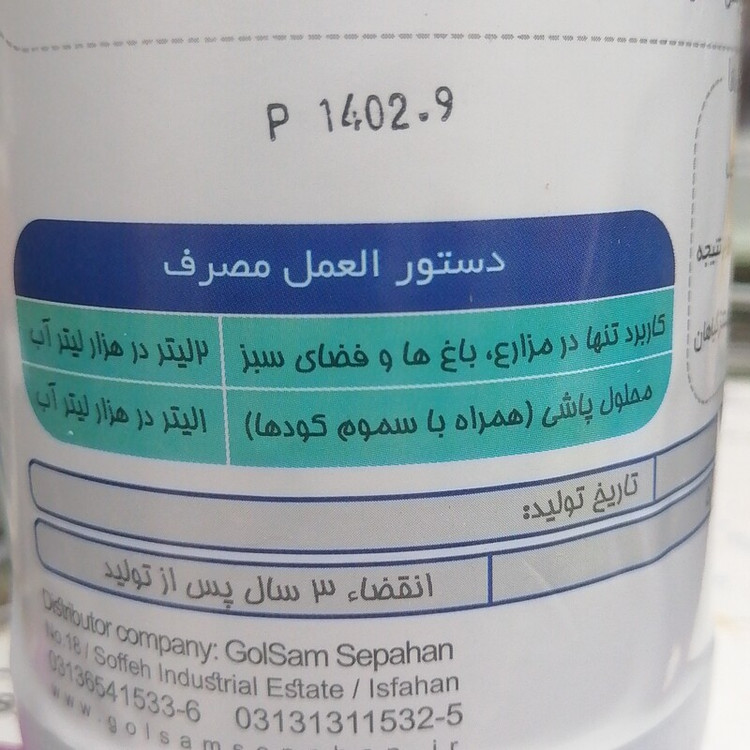 P 1402.9
دستور العمل مصرف
کاربرد تنها در مزارع، باغ ها و فضای سبز ۲لیتر در هزار لیتر آب
محلول پاشی (همراه با سموم کودها) ۱لیتر در هزار لیتر آب
تاریخ تولید:
انقضاء ۳ سال پس از تولید
Distributor company: GolSam Sepahan
No.18 / Soffeh Industrial Estate / Isfahan
03136541533-6 03131311532-5
نتیجه